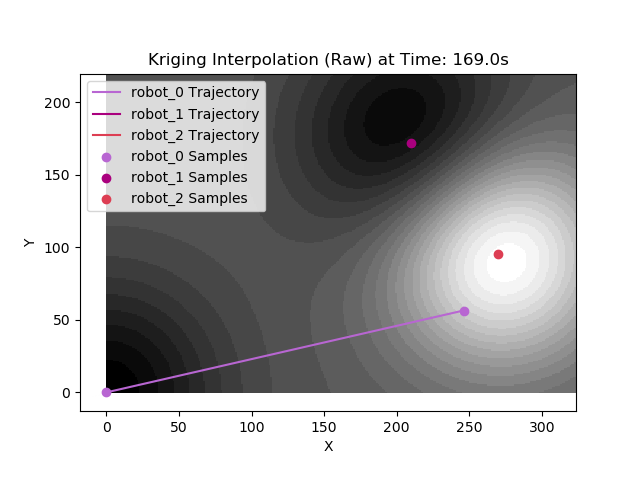 Kriging Interpolation (Raw) at Time: 169.0s
robot_0 Trajectory
robot_1 Trajectory
robot_2 Trajectory
robot_0 Samples
robot_1 Samples
robot_2 Samples
200
150
100
50
0
Y
0 50 100 150 200 250 300
X